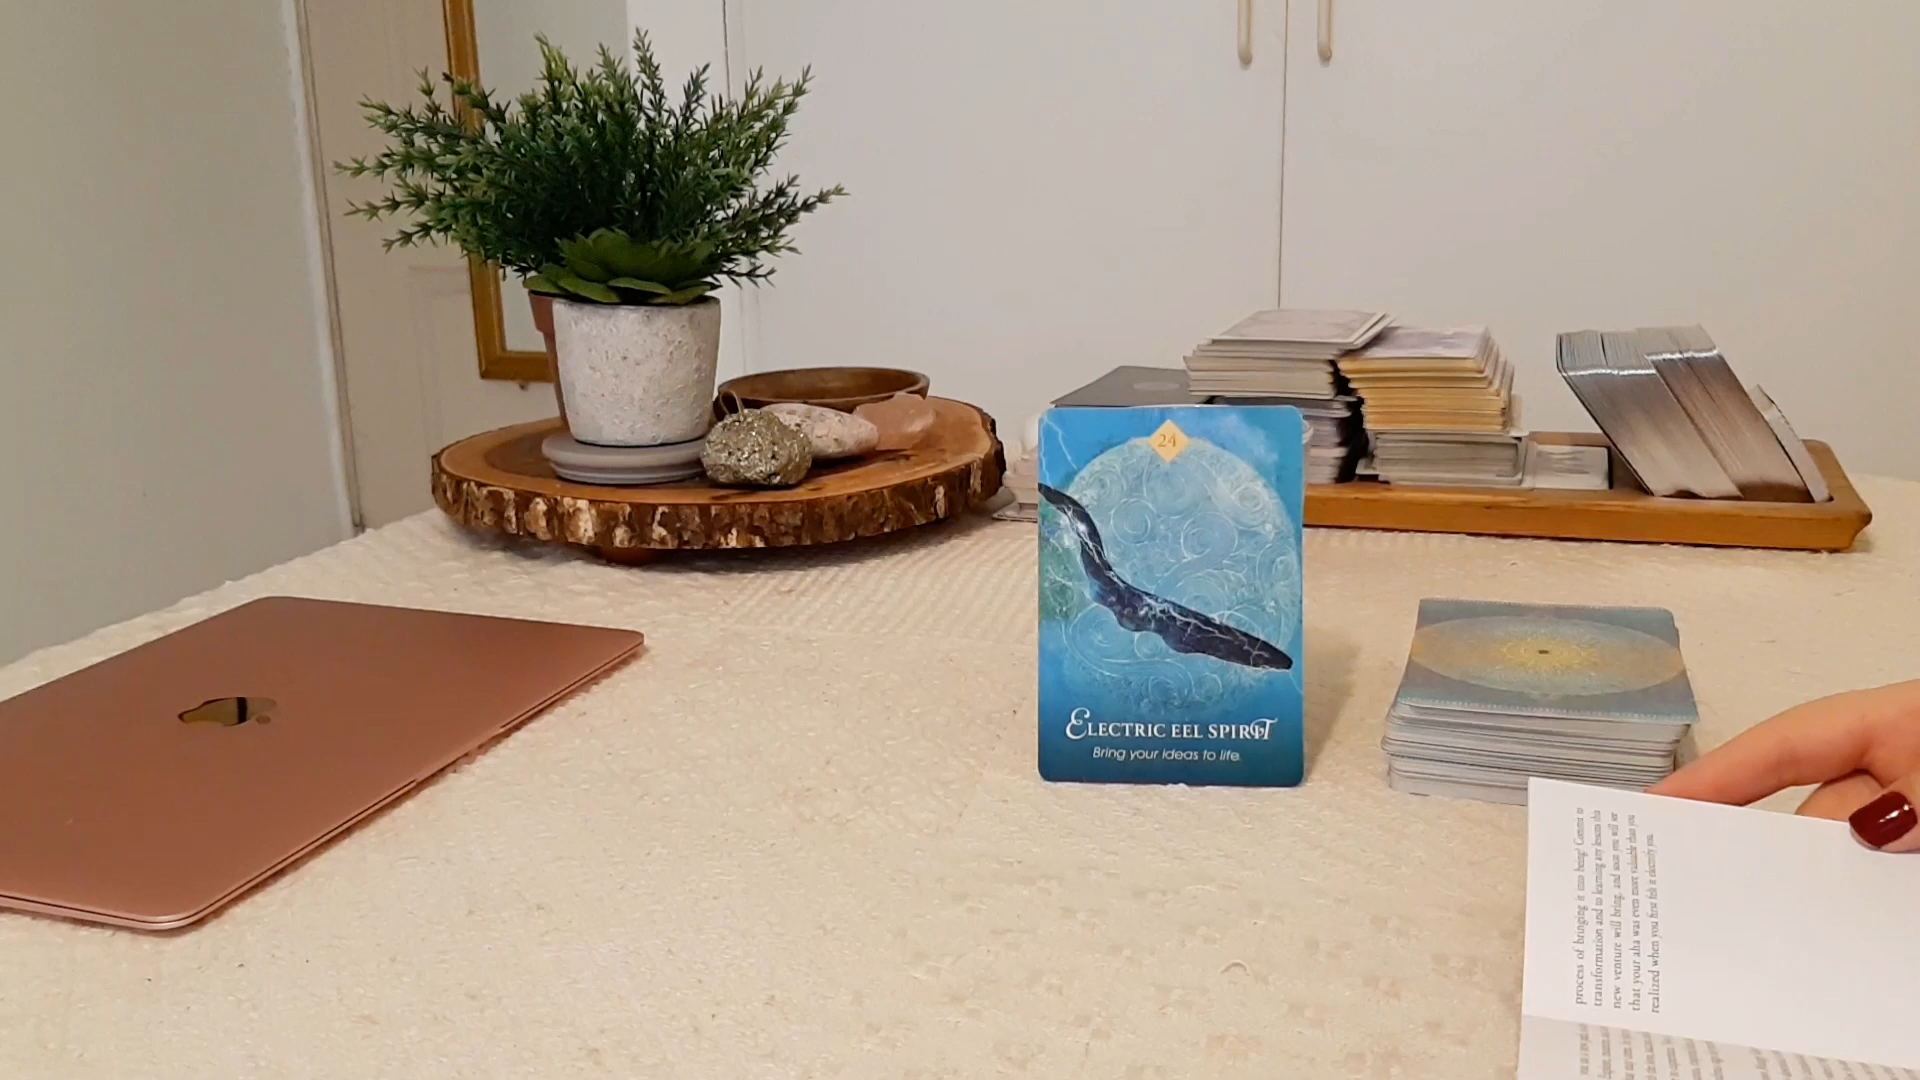 24
ELECTRIC EEL SPIRIT
Bring your ideas to life.
process of bringing it into being! Commit to
transformation and to learning any lessons this
new venture will bring, and soon you will see
that your aha was even more valuable than you
realized when you first felt it electrify you.